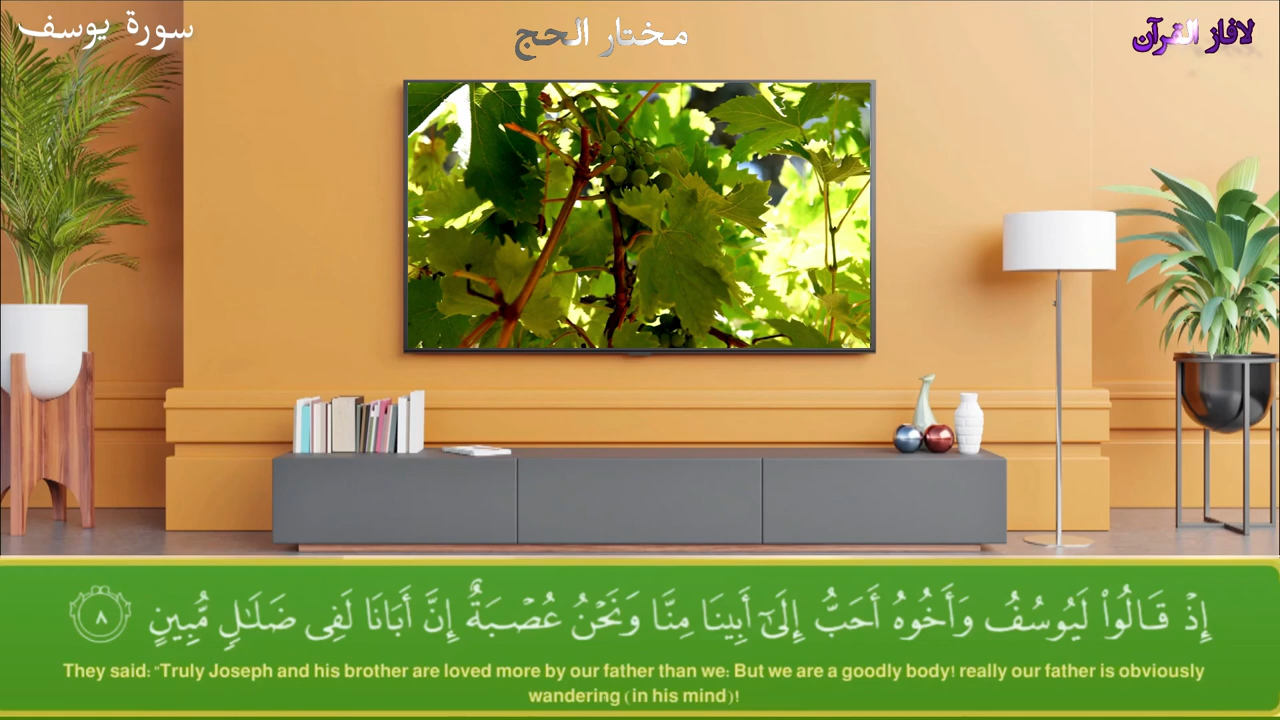 سورة يوسف
مختار الحج
لافاز القرآن
إِذْ قَالُوا۟ لَيُوسُفُ وَأَخُوهُ أَحَبُّ إِلَىٰٓ أَبِينَا مِنَّا وَنَحْنُ عُصْبَةٌ إِنَّ أَبَانَا لَفِى ضَلَـٰلٍ مُّبِينٍ ٨
They said: "Truly Joseph and his brother are loved more by our father than we: But we are a goodly body! really our father is obviously
wandering (in his mind)!